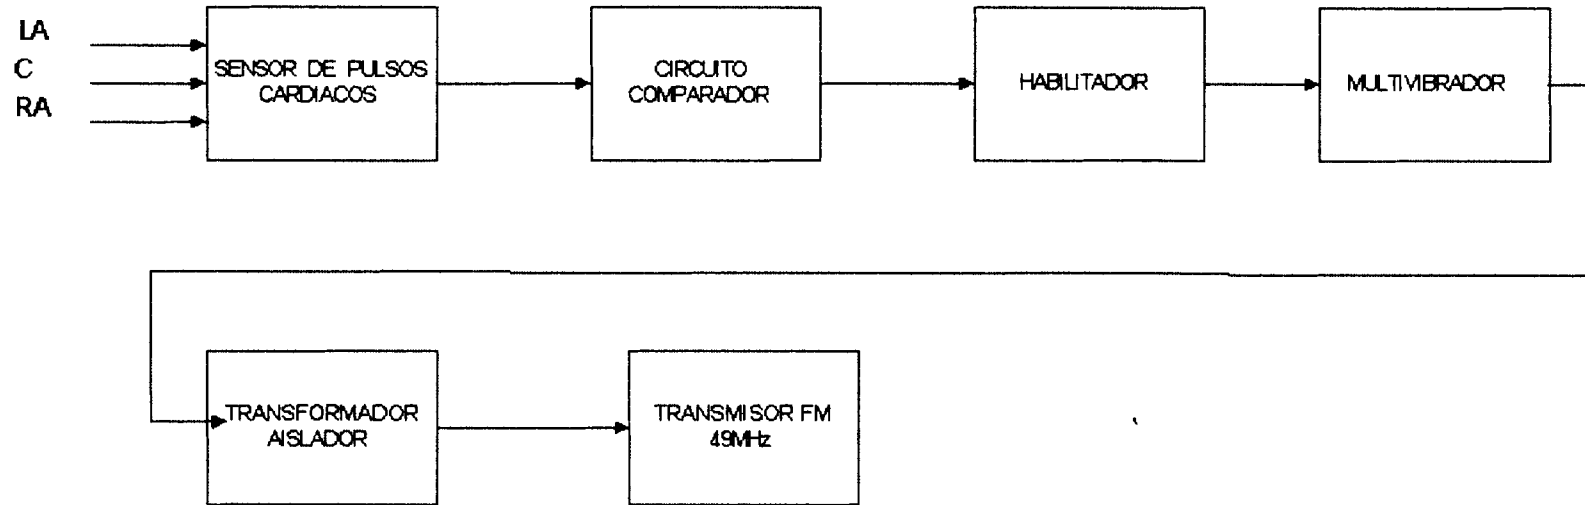 LA
C
RA
SENSOR DE PULSOS
CARDIACOS
CIRCUITO
COMPARADOR
HABILITADOR
MULTIVIBRADOR
TRANSFORMADOR
AISLADOR
TRANSMISOR FM
49MHz